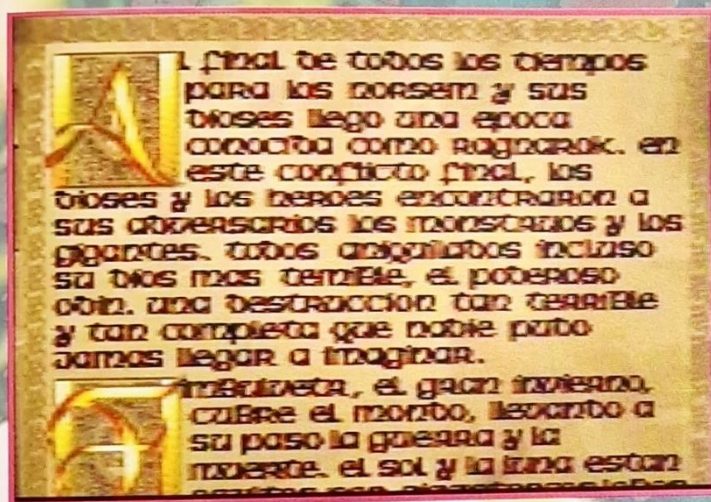 Al final de todos los tiempos
para los norsem y sus
dioses llego una epoca
conocida como Ragnarok. en
este conflicto final, los
dioses y los heroes encontraron a
sus adversarios los monstruos y los
gigantes. todos aniquilados incluso
su dios mas temible, el poderoso
odin. una destruccion tan terrible
y tan completa que nadie pudo
jamas llegar a imaginar.
el gran invierno,
cubre el mondo, llevando a
su paso la guerra y la
muerte. el sol y la luna estan